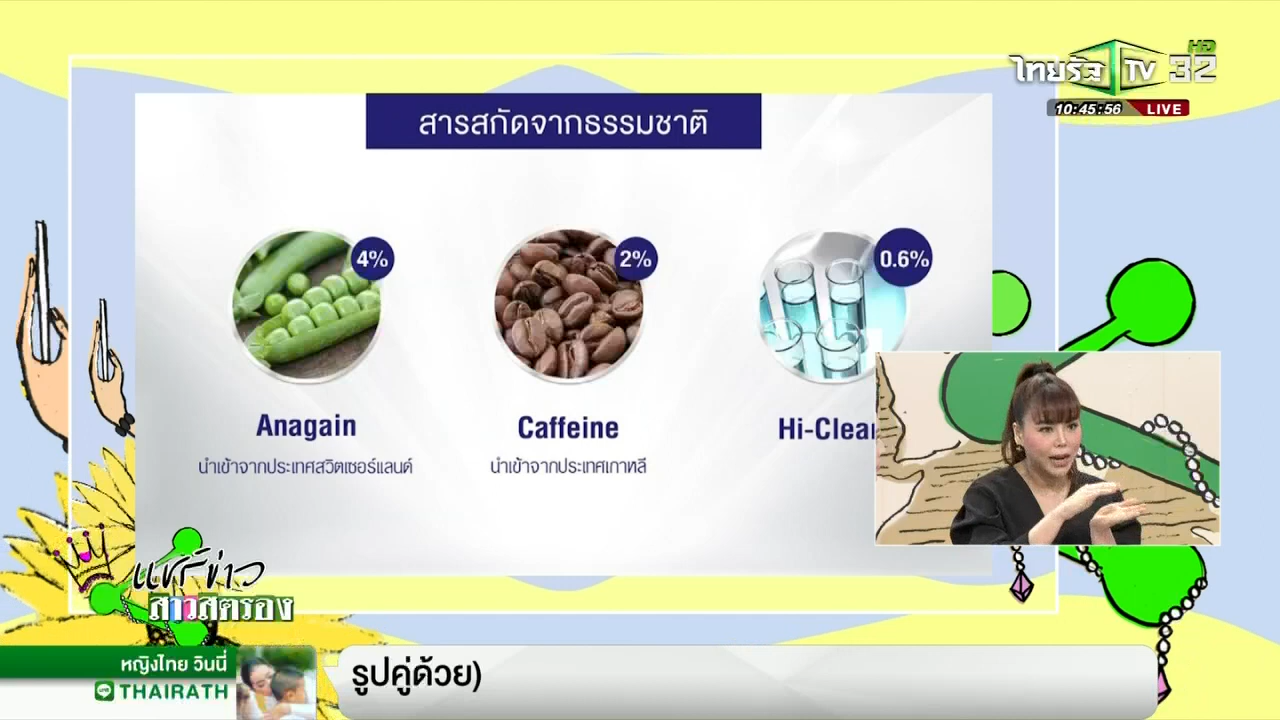 ไทยรัฐ TV HD 32
10:45:56 LIVE
สารสกัดจากธรรมชาติ
4%
2%
0.6%
Anagain
Caffeine
Hi-Clear
นำเข้าจากประเทศสวิตเซอร์แลนด์
นำเข้าจากประเทศเกาหลี
แชร์ข่าว
สาวสตรอง
หญิงไทย วินนี่
LINE THAIRATH
รูปคู่ด้วย)